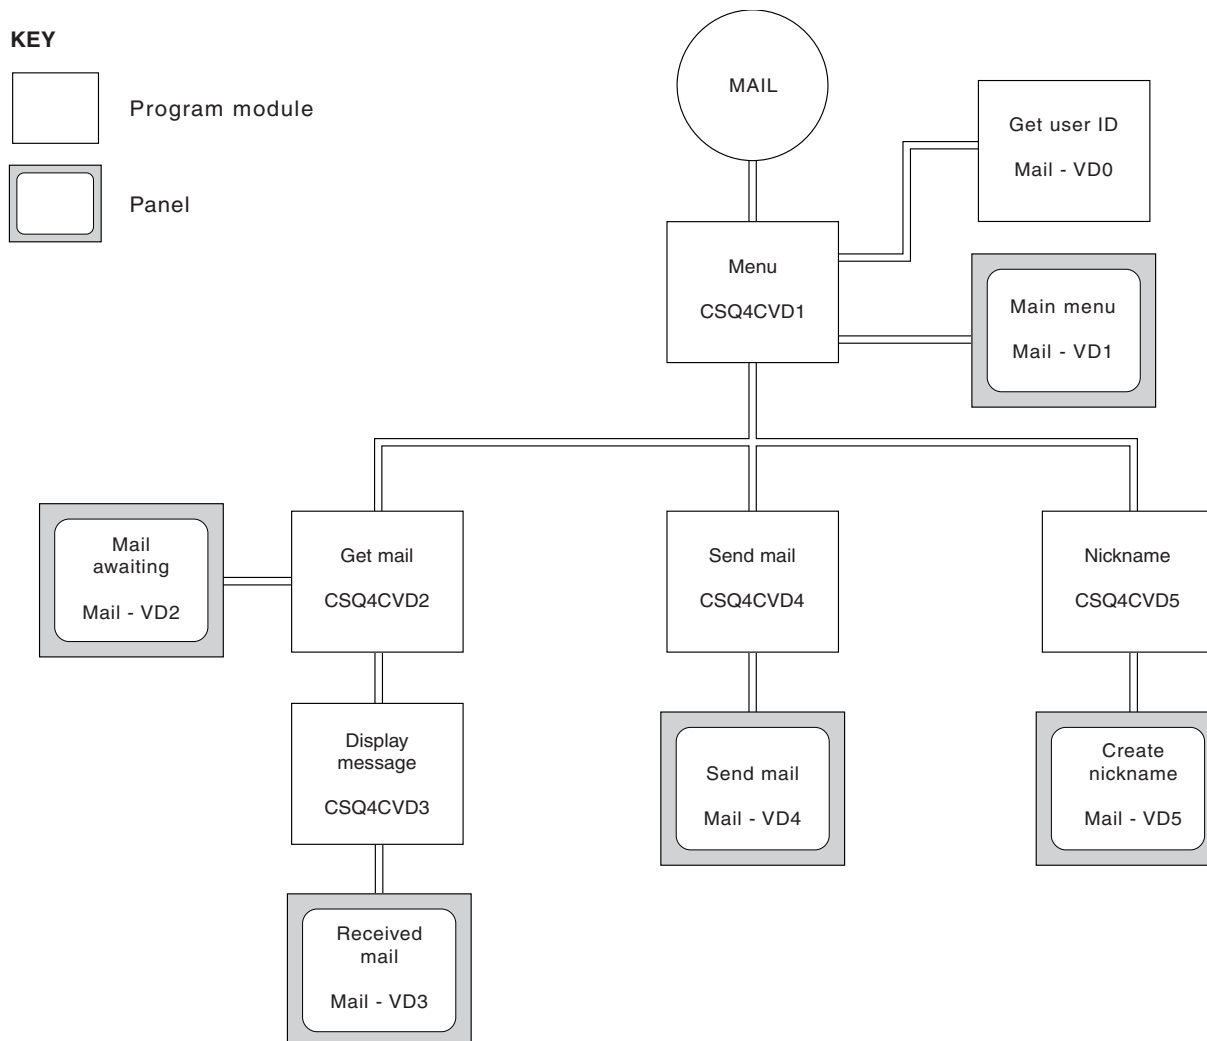 KEY
Program module
Panel
MAIL
Get user ID
Mail - VD0
Menu
CSQ4CVD1
Main menu
Mail - VD1
Mail
awaiting
Mail - VD2
Get mail
CSQ4CVD2
Send mail
CSQ4CVD4
Nickname
CSQ4CVD5
Display
message
CSQ4CVD3
Send mail
Mail - VD4
Create
nickname
Mail - VD5
Received
mail
Mail - VD3